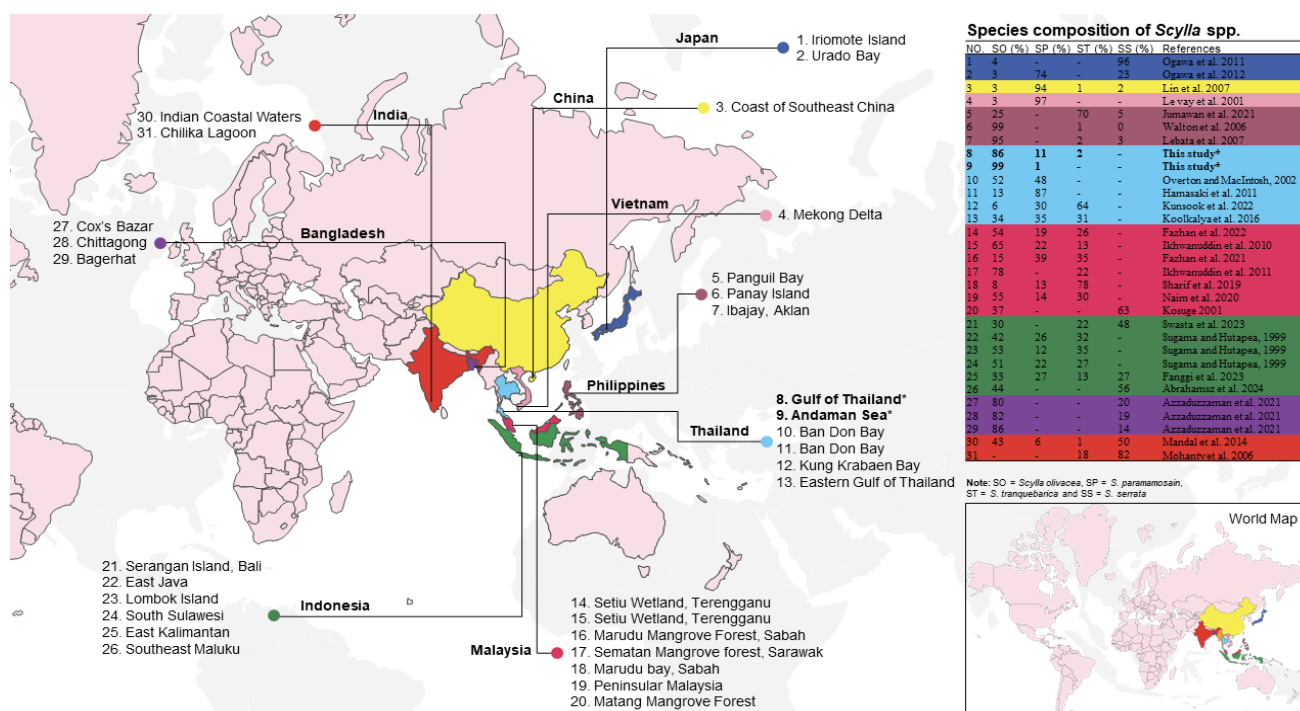 Japan
1. Iriomote Island
2. Urado Bay
China
3. Coast of Southeast China
30. Indian Coastal Waters
31. Chilika Lagoon
India
Vietnam
4. Mekong Delta
27. Cox's Bazar
28. Chittagong
29. Bagerhat
Bangladesh
5. Panguil Bay
6. Panay Island
7. Ibajay, Aklan
Philippines
8. Gulf of Thailand*
9. Andaman Sea*
10. Ban Don Bay
11. Ban Don Bay
12. Kung Krabaen Bay
13. Eastern Gulf of Thailand
Thailand
21. Serangan Island, Bali
22. East Java
23. Lombok Island
24. South Sulawesi
25. East Kalimantan
26. Southeast Maluku
Indonesia
14. Setiu Wetland, Terengganu
15. Setiu Wetland, Terengganu
16. Marudu Mangrove Forest, Sabah
17. Sematan Mangrove forest, Sarawak
18. Marudu bay, Sabah
19. Peninsular Malaysia
20. Matang Mangrove Forest
Malaysia
Species composition of Scylla spp.
NO. SO (%) SP (%) ST (%) SS (%) References
1 4 - - 96 Ogawa et al. 2011
2 3 74 - 23 Ogawa et al. 2012
3 3 94 1 2 Lin et al. 2007
4 3 97 - - Le vay et al. 2001
5 25 - 70 5 Jumawan et al. 2021
6 99 - 1 0 Walton et al. 2006
7 95 - 2 3 Lebata et al. 2007
8 86 11 2 - This study*
9 99 1 - - This study*
10 52 48 - - Overton and MacIntosh, 2002
11 13 87 - - Hamasaki et al. 2011
12 6 30 64 - Kunsook et al. 2022
13 34 35 31 - Koolkalya et al. 2016
14 54 19 26 - Fazhan et al. 2022
15 65 22 13 - Ikhwanuddin et al. 2010
16 15 39 35 - Fazhan et al. 2021
17 78 - 22 - Ikhwanuddin et al. 2011
18 8 13 78 - Sharif et al. 2019
19 55 14 30 - Naim et al. 2020
20 37 - - 63 Kosuge 2001
21 30 - 22 48 Swasta et al. 2023
22 42 26 32 - Sugama and Hutapea, 1999
23 53 12 35 - Sugama and Hutapea, 1999
24 51 22 27 - Sugama and Hutapea, 1999
25 33 27 13 27 Fanggi et al. 2023
26 44 - - 56 Abrahamaz et al. 2024
27 80 - - 20 Azzaduzzaman et al. 2021
28 82 - - 19 Azzaduzzaman et al. 2021
29 86 - - 14 Azzaduzzaman et al. 2021
30 43 6 1 50 Mandal et al. 2014
31 - - 18 82 Mohanty et al. 2006
Note: SO = Scylla olivacea, SP = S. paramamosain,
ST = S. tranquebarica and SS = S. serrata
World Map